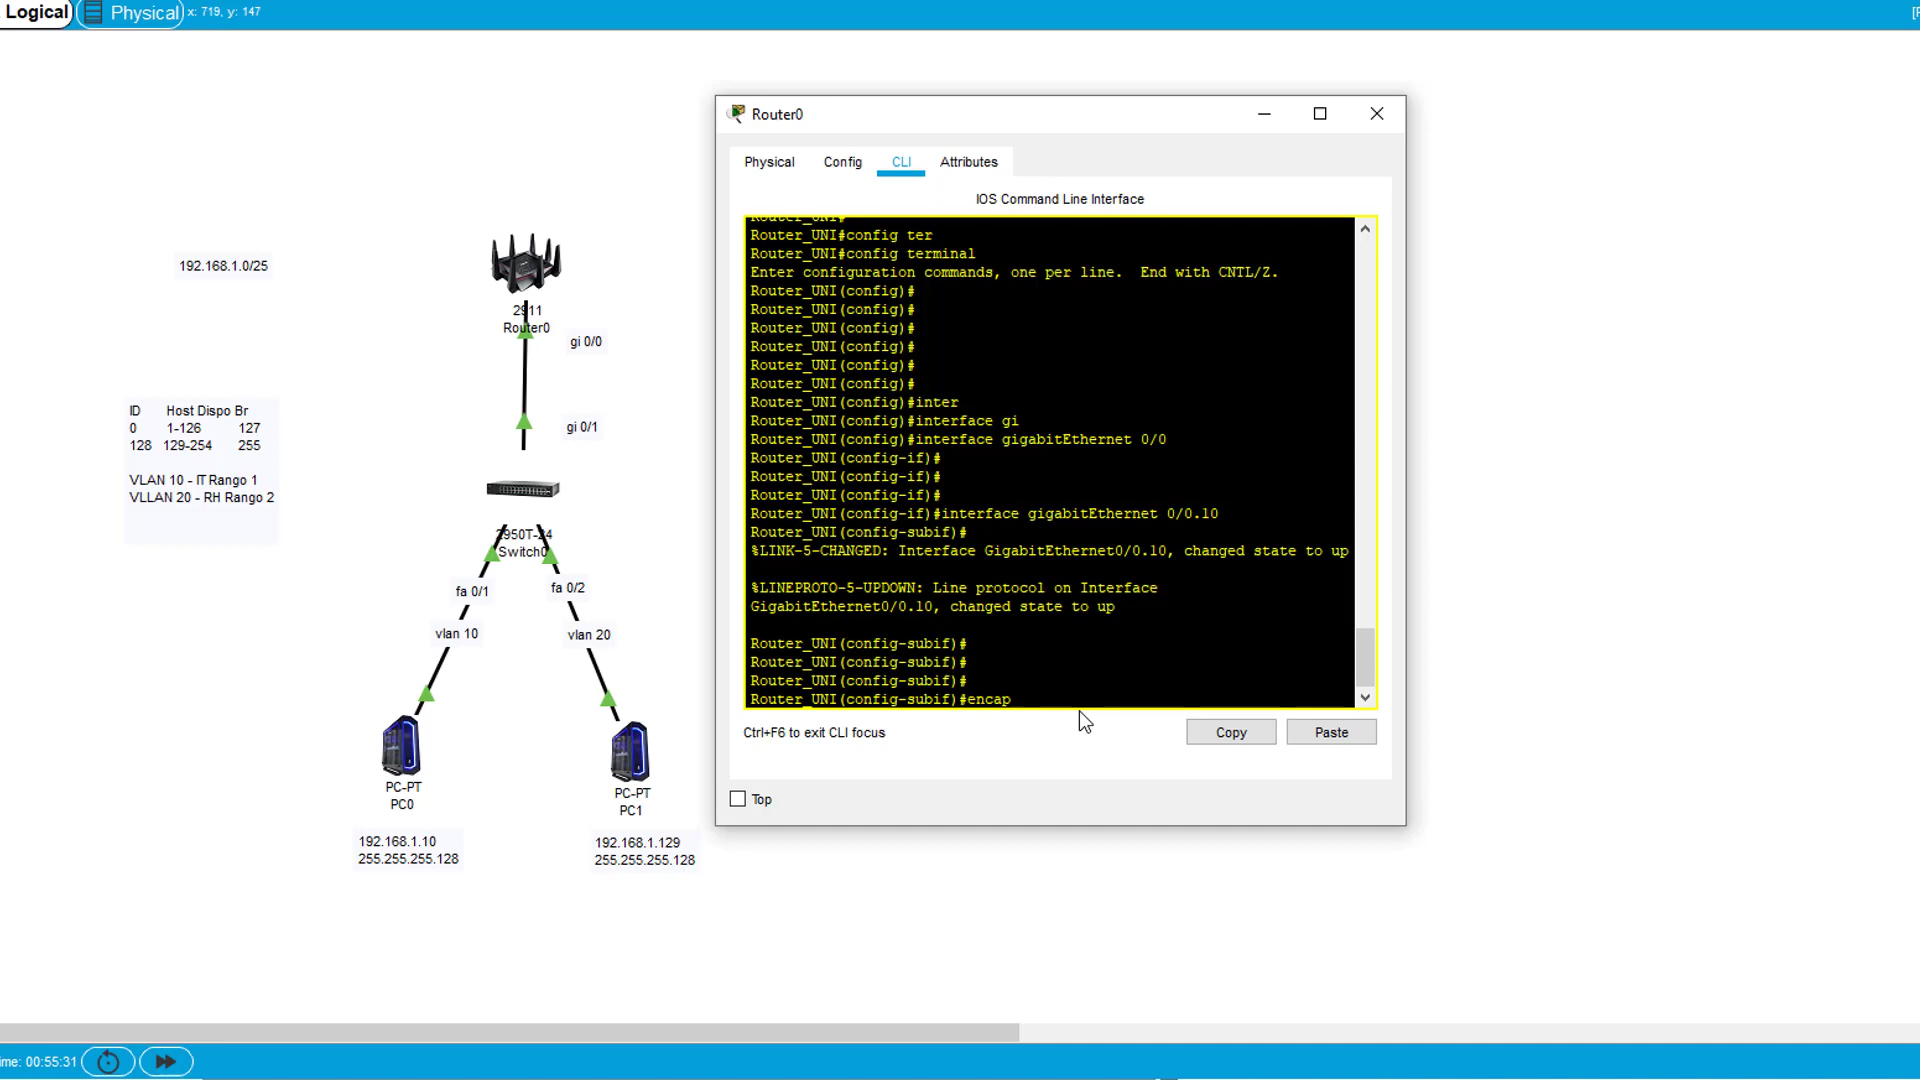 Logical
Physical
x: 719, y: 147
192.168.1.0/25
2911
Router0
gi 0/0
gi 0/1
ID Host Dispo Br
0 1-126 127
128 129-254 255
VLAN 10 - IT Rango 1
VLLAN 20 - RH Rango 2
2950T-24
Switch0
fa 0/1
fa 0/2
vlan 10
vlan 20
PC-PT
PC0
PC-PT
PC1
192.168.1.10
255.255.255.128
192.168.1.129
255.255.255.128
Router0
Physical Config CLI Attributes
IOS Command Line Interface
Router_UNI#
Router_UNI#config ter
Router_UNI#config terminal
Enter configuration commands, one per line. End with CNTL/Z.
Router_UNI(config)#
Router_UNI(config)#
Router_UNI(config)#
Router_UNI(config)#
Router_UNI(config)#
Router_UNI(config)#
Router_UNI(config)#inter
Router_UNI(config)#interface gi
Router_UNI(config)#interface gigabitEthernet 0/0
Router_UNI(config-if)#
Router_UNI(config-if)#
Router_UNI(config-if)#
Router_UNI(config-if)#interface gigabitEthernet 0/0.10
Router_UNI(config-subif)#
%LINK-5-CHANGED: Interface GigabitEthernet0/0.10, changed state to up
%LINEPROTO-5-UPDOWN: Line protocol on Interface
GigabitEthernet0/0.10, changed state to up
Router_UNI(config-subif)#
Router_UNI(config-subif)#
Router_UNI(config-subif)#
Router_UNI(config-subif)#encap
Ctrl+F6 to exit CLI focus
Copy
Paste
Top
ime: 00:55:31